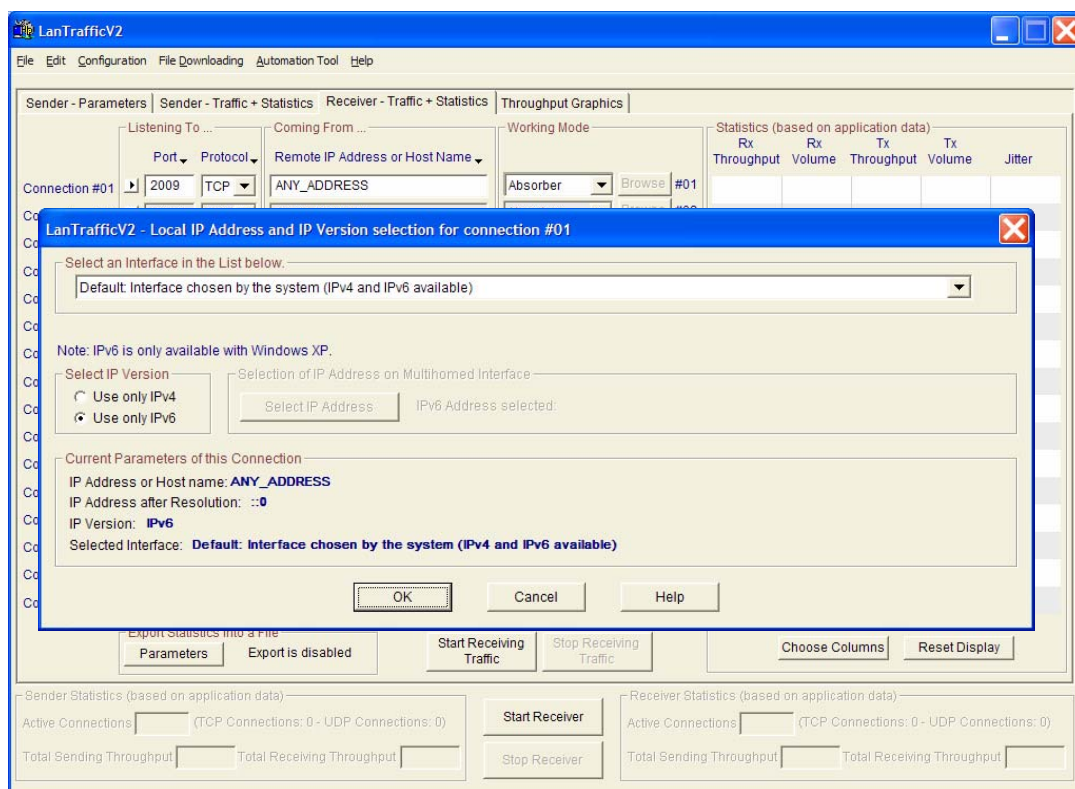 LanTrafficV2
File Edit Configuration File Downloading Automation Tool Help
Sender - Parameters Sender - Traffic + Statistics Receiver - Traffic + Statistics Throughput Graphics
Listening To ... Coming From ... Working Mode Statistics (based on application data)
Port Protocol Remote IP Address or Host Name Rx Throughput Rx Volume Tx Throughput Tx Volume Jitter
Connection #01 2009 TCP ANY_ADDRESS Absorber Browse #01
LanTrafficV2 - Local IP Address and IP Version selection for connection #01
Select an Interface in the List below.
Default: Interface chosen by the system (IPv4 and IPv6 available)
Note: IPv6 is only available with Windows XP.
Select IP Version Selection of IP Address on Multihomed Interface
Use only IPv4
Select IP Address IPv6 Address selected:
Use only IPv6
Current Parameters of this Connection
IP Address or Host name: ANY_ADDRESS
IP Address after Resolution: ::0
IP Version: IPv6
Selected Interface: Default: Interface chosen by the system (IPv4 and IPv6 available)
OK Cancel Help
Export Statistics into a File
Parameters Export is disabled Start Receiving Traffic Stop Receiving Traffic Choose Columns Reset Display
Sender Statistics (based on application data) Receiver Statistics (based on application data)
Active Connections (TCP Connections: 0 - UDP Connections: 0) Start Receiver Active Connections (TCP Connections: 0 - UDP Connections: 0)
Total Sending Throughput Total Receiving Throughput Stop Receiver Total Sending Throughput Total Receiving Throughput